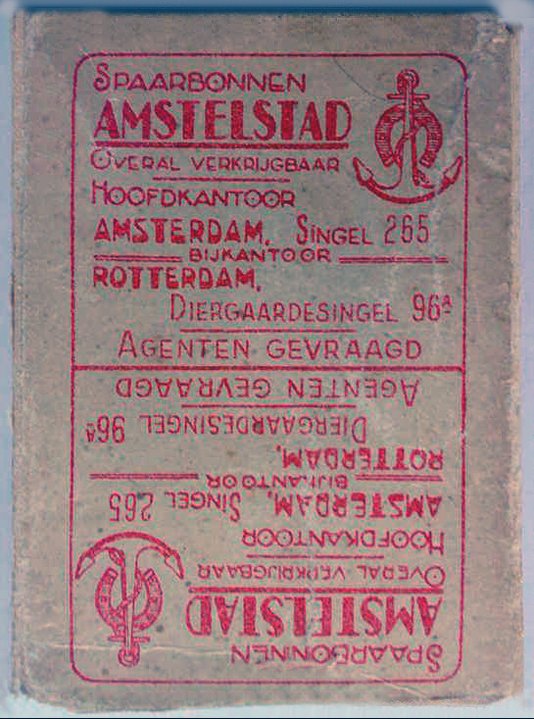 SPAARBONNEN
AMSTELSTAD
OVERAL VERKRIJGBAAR
HOOFDKANTOOR
AMSTERDAM, SINGEL 265
BIJKANTOOR
ROTTERDAM,
DIERGAARDESINGEL 96A
AGENTEN GEVRAAGD
AGENTEN GEVRAAGD
DIERGAARDESINGEL 96A
ROTTERDAM,
BIJKANTOOR
AMSTERDAM, SINGEL 265
HOOFDKANTOOR
OVERAL VERKRIJGBAAR
AMSTELSTAD
SPAARBONNEN